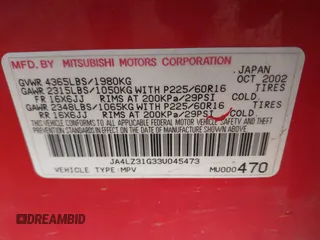 MFD. BY MITSUBISHI MOTORS CORPORATION
JAPAN
GVWR 4365LBS/1980KG OCT 2002
GAWR 2315LBS/1050KG WITH P225/60R16 TIRES
FR 16X6JJ RIMS AT 200KPa/29PSI COLD
GAWR 2348LBS/1065KG WITH P225/60R16 TIRES
RR 16X6JJ RIMS AT 200KPa/29PSI COLD
THIS VEHICLE CONFORMS TO ALL APPLICABLE FEDERAL MOTOR VEHICLE SAFETY AND BUMPER STANDARDS IN EFFECT ON THE DATE OF MANUFACTURE SHOWN ABOVE.
JA4LZ31G33U045473
VEHICLE TYPE:MPV MU000470
DREAMBID